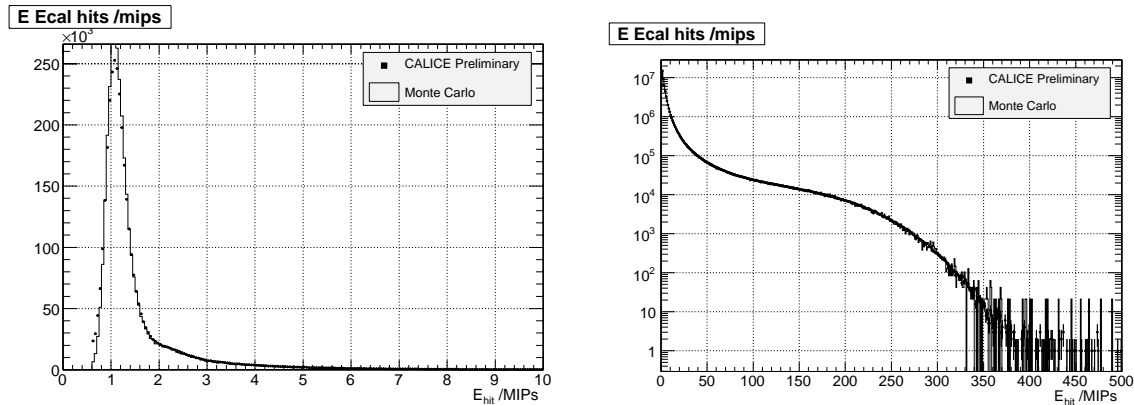 E Ecal hits /mips
×10³
250
200
150
100
50
0
0 1 2 3 4 5 6 7 8 9 10
E_hit /MIPs
CALICE Preliminary
Monte Carlo
E Ecal hits /mips
10⁷
10⁶
10⁵
10⁴
10³
10²
10
1
0 50 100 150 200 250 300 350 400 450 500
E_hit /MIPs
CALICE Preliminary
Monte Carlo